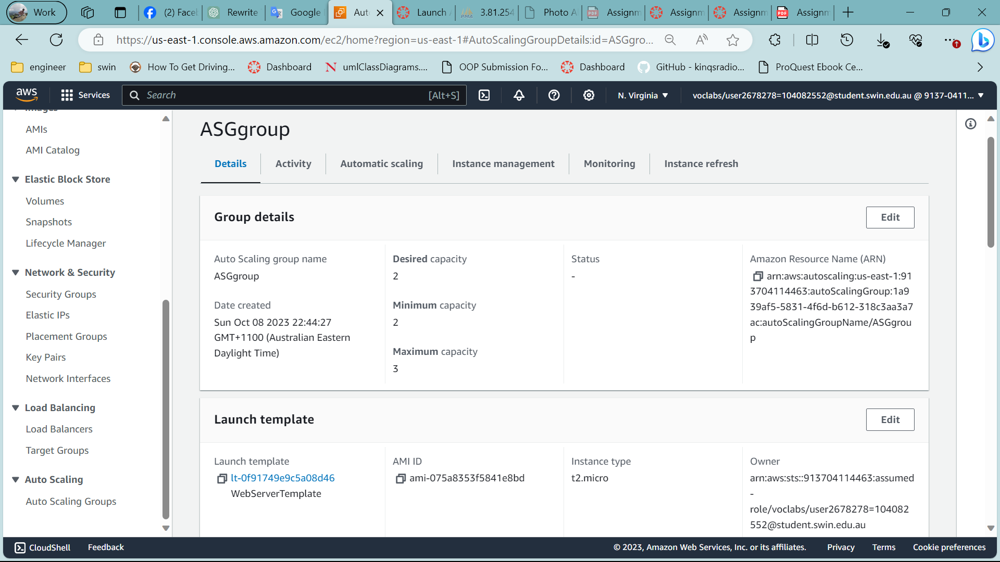 Work
(2) Facel
Rewrite
Google
Aut
Launch
3.81.254
Photo A
Assignm
Assignm
Assignm
Assignm
https://us-east-1.console.aws.amazon.com/ec2/home?region=us-east-1#AutoScalingGroupDetails:id=ASGgro...
engineer
swin
How To Get Driving...
Dashboard
umlClassDiagrams....
OOP Submission Fo...
Dashboard
GitHub - kinqsradio...
ProQuest Ebook Ce...
aws
Services
Search
[Alt+S]
N. Virginia
voclabs/user2678278=104082552@student.swin.edu.au @ 9137-0411...
Images
AMIs
AMI Catalog
Elastic Block Store
Volumes
Snapshots
Lifecycle Manager
Network & Security
Security Groups
Elastic IPs
Placement Groups
Key Pairs
Network Interfaces
Load Balancing
Load Balancers
Target Groups
Auto Scaling
Auto Scaling Groups
ASGgroup
Details
Activity
Automatic scaling
Instance management
Monitoring
Instance refresh
Group details
Edit
Auto Scaling group name
ASGgroup
Date created
Sun Oct 08 2023 22:44:27
GMT+1100 (Australian Eastern
Daylight Time)
Desired capacity
2
Minimum capacity
2
Maximum capacity
3
Status
-
Amazon Resource Name (ARN)
arn:aws:autoscaling:us-east-1:91
3704114463:autoScalingGroup:1a9
39af5-5831-4f6d-b612-318c3aa3a7
ac:autoScalingGroupName/ASGgrou
p
Launch template
Edit
Launch template
lt-0f91749e9c5a08d46
WebServerTemplate
AMI ID
ami-075a8353f5841e8bd
Instance type
t2.micro
Owner
arn:aws:sts::913704114463:assumed
-
role/voclabs/user2678278=104082
552@student.swin.edu.au
CloudShell
Feedback
© 2023, Amazon Web Services, Inc. or its affiliates.
Privacy
Terms
Cookie preferences